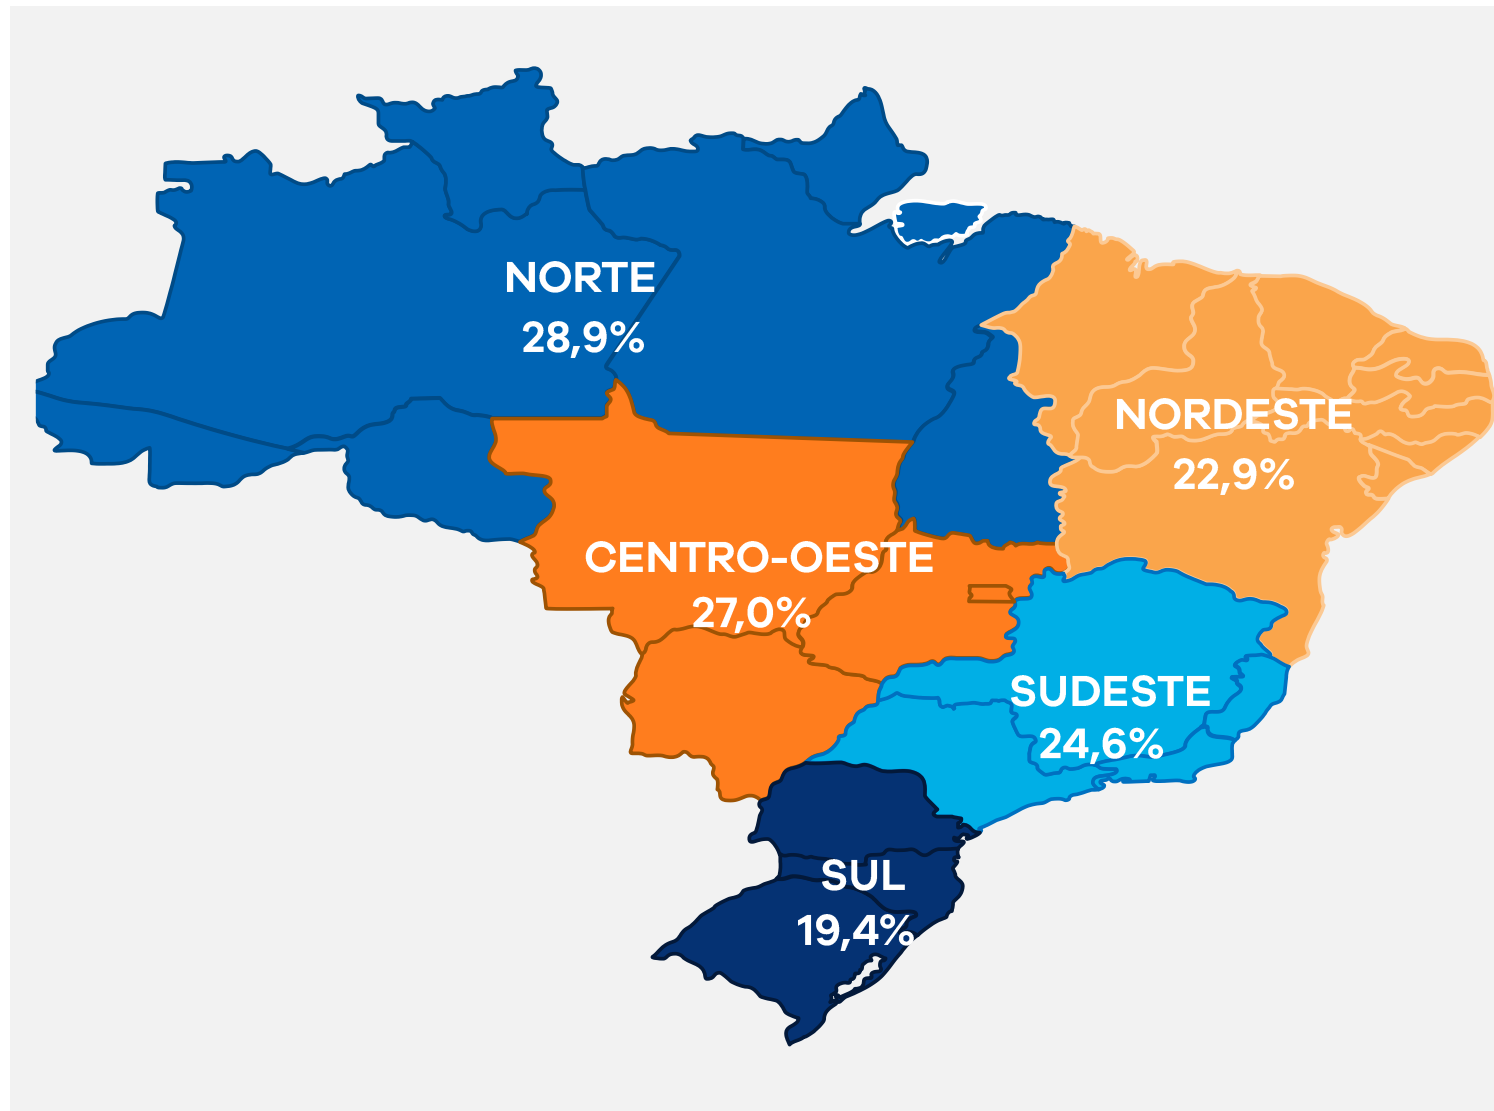 NORTE
28,9%
NORDESTE
22,9%
CENTRO-OESTE
27,0%
SUDESTE
24,6%
SUL
19,4%